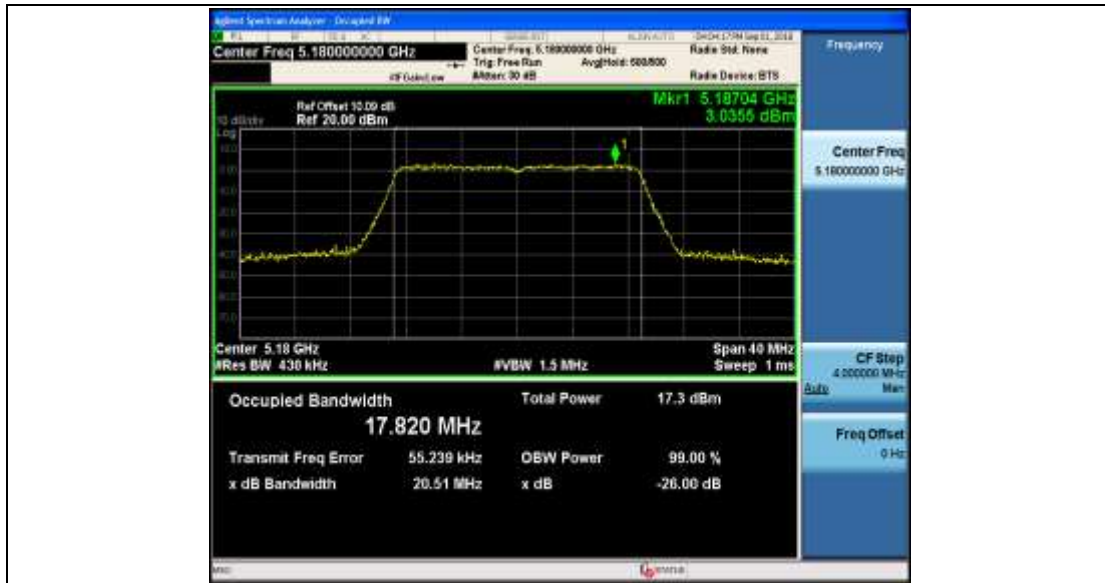 Agilent Spectrum Analyzer - Occupied BW
Center Freq 5.180000000 GHz
Center Freq: 5.180000000 GHz
Radio Std: None
Trig: Free Run
Avg|Hold: 500/500
#IFGain:Low
#Atten: 30 dB
Radio Device: BTS
Frequency
Ref Offset 10.09 dB
Mkr1 5.18704 GHz
10 dB/div
Ref 20.00 dBm
3.0355 dBm
Log
1
Center Freq
5.180000000 GHz
Center 5.18 GHz
Span 40 MHz
#Res BW 430 kHz
#VBW 1.5 MHz
Sweep 1 ms
CF Step
4.000000 MHz
Auto
Man
Occupied Bandwidth
Total Power
17.3 dBm
17.820 MHz
Freq Offset
0 Hz
Transmit Freq Error
55.239 kHz
OBW Power
99.00 %
x dB Bandwidth
20.51 MHz
x dB
-26.00 dB
MSG
STATUS